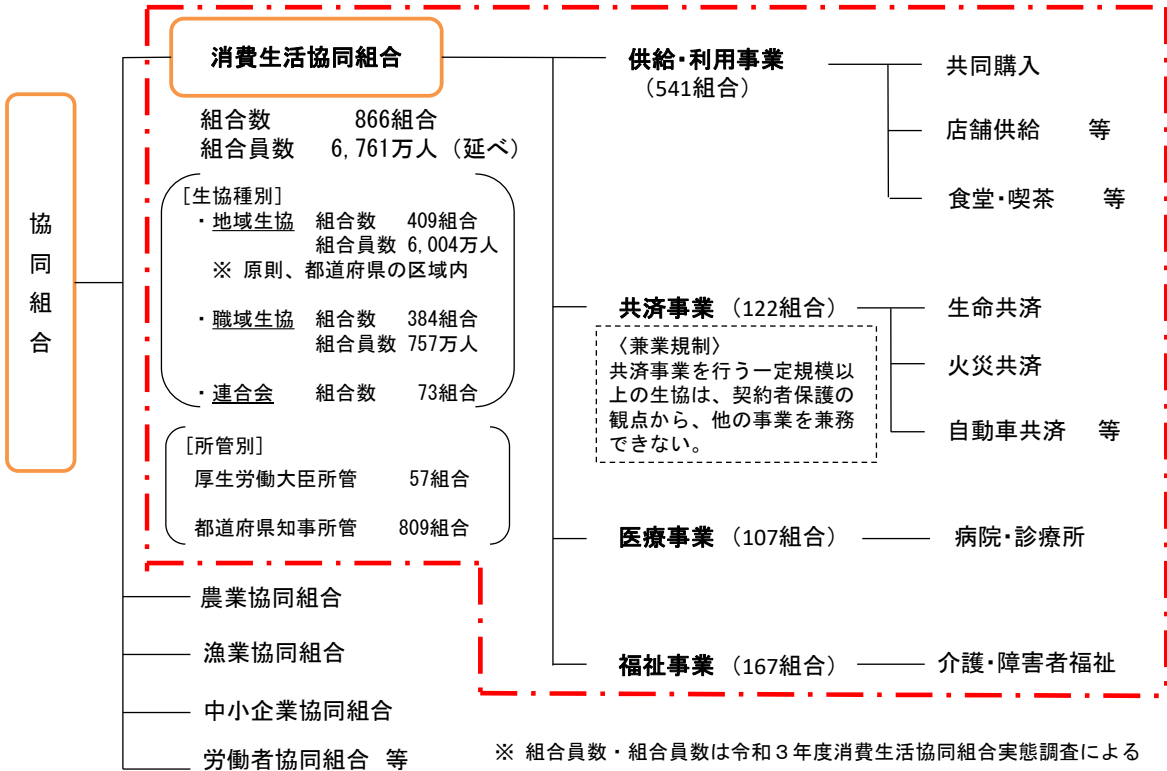 協同組合
消費生活協同組合
組合数 866組合
組合員数 6,761万人（延べ）
[生協種別]
・地域生協 組合数 409組合
組合員数 6,004万人
※ 原則、都道府県の区域内
・職域生協 組合数 384組合
組合員数 757万人
・連合会 組合数 73組合
[所管別]
厚生労働大臣所管 57組合
都道府県知事所管 809組合
農業協同組合
漁業協同組合
中小企業協同組合
労働者協同組合 等
供給・利用事業
（541組合）
共同購入
店舗供給 等
食堂・喫茶 等
共済事業（122組合）
〈兼業規制〉
共済事業を行う一定規模以
上の生協は、契約者保護の
観点から、他の事業を兼務
できない。
生命共済
火災共済
自動車共済 等
医療事業（107組合）
病院・診療所
福祉事業（167組合）
介護・障害者福祉
※ 組合員数・組合員数は令和３年度消費生活協同組合実態調査による